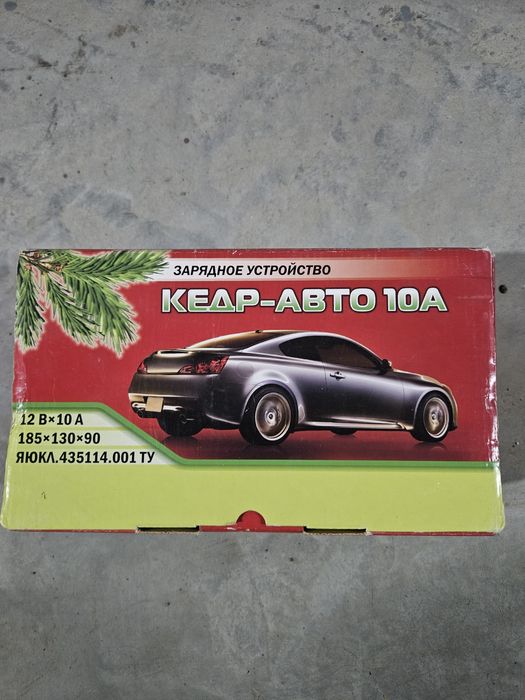 ЗАРЯДНОЕ УСТРОЙСТВО
КЕДР-АВТО 10А
12 В×10 А
185×130×90
ЯЮКЛ.435114.001 ТУ